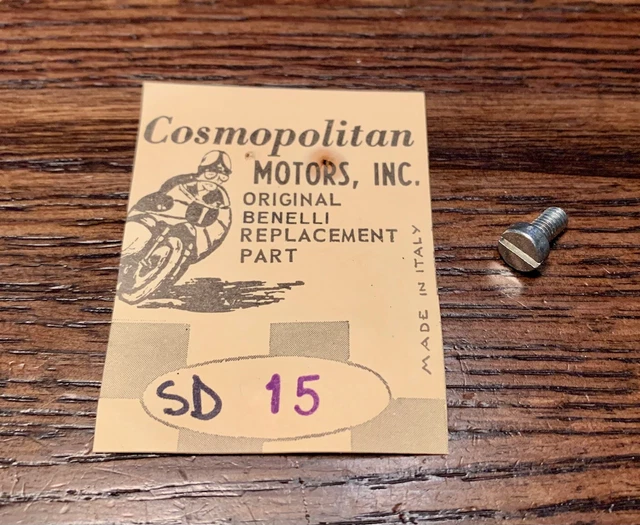 Cosmopolitan
MOTORS, INC.
ORIGINAL
BENELLI
REPLACEMENT
PART
MADE IN ITALY
SD 15